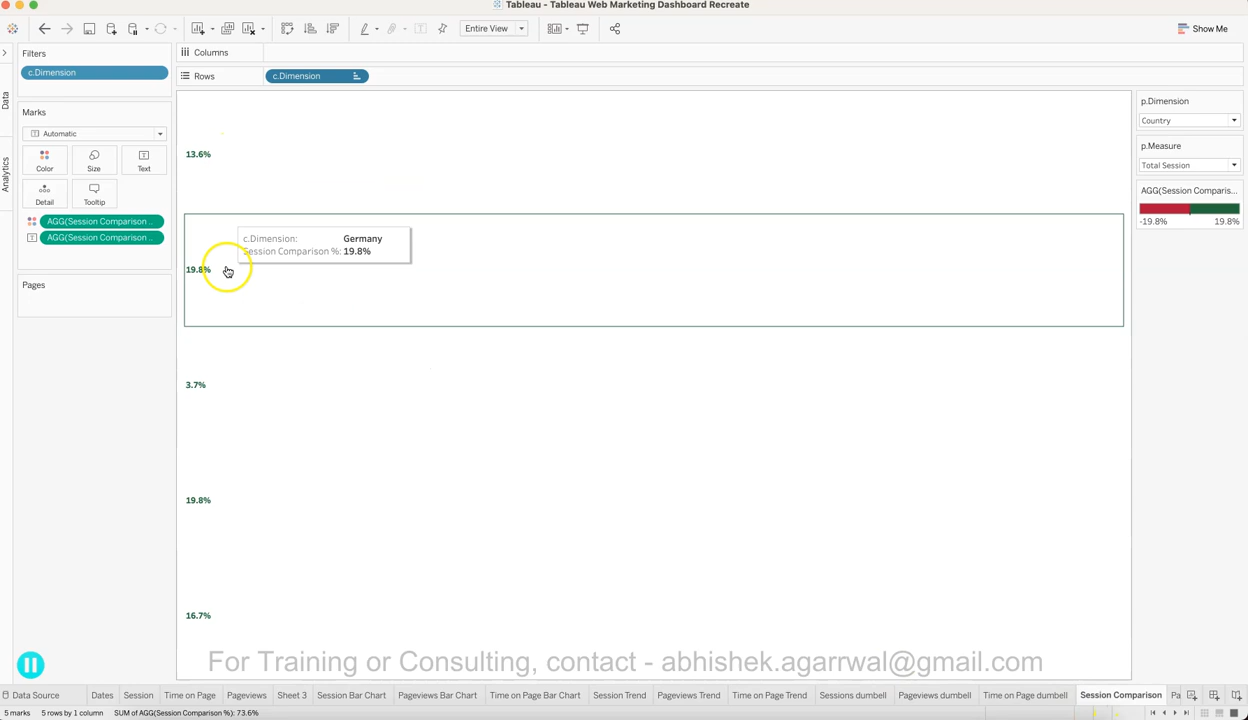 Tableau - Tableau Web Marketing Dashboard Recreate
Entire View
Show Me
Filters
Columns
c.Dimension
Rows
c.Dimension
Data
Analytics
Marks
Automatic
Color
Size
Text
Detail
Tooltip
AGG(Session Comparison ..
AGG(Session Comparison ..
Pages
p.Dimension
Country
p.Measure
Total Session
AGG(Session Comparis...
-19.8% 19.8%
13.6%
c.Dimension: Germany
Session Comparison %: 19.8%
19.8%
3.7%
19.8%
16.7%
For Training or Consulting, contact - abhishek.agarrwal@gmail.com
Data Source Dates Session Time on Page Pageviews Sheet 3 Session Bar Chart Pageviews Bar Chart Time on Page Bar Chart Session Trend Pageviews Trend Time on Page Trend Sessions dumbell Pageviews dumbell Time on Page dumbell Session Comparison Pa
5 marks 5 rows by 1 column SUM of AGG(Session Comparison %): 73.6%